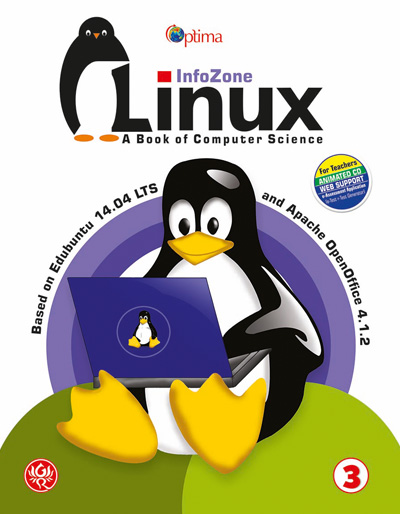 Optima
InfoZone
Linux
A Book of Computer Science
For Teachers
ANIMATED CD
WEB SUPPORT
Based on Edubuntu 14.04 LTS
and Apache OpenOffice 4.1.2
3